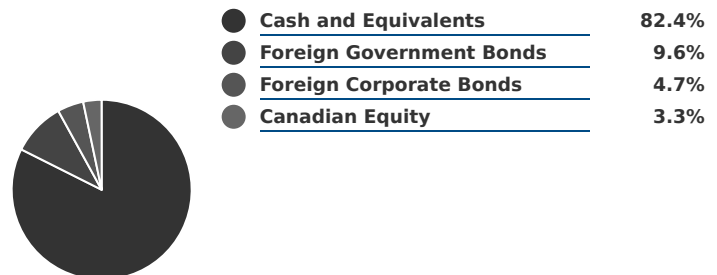 Cash and Equivalents 82.4%
Foreign Government Bonds 9.6%
Foreign Corporate Bonds 4.7%
Canadian Equity 3.3%